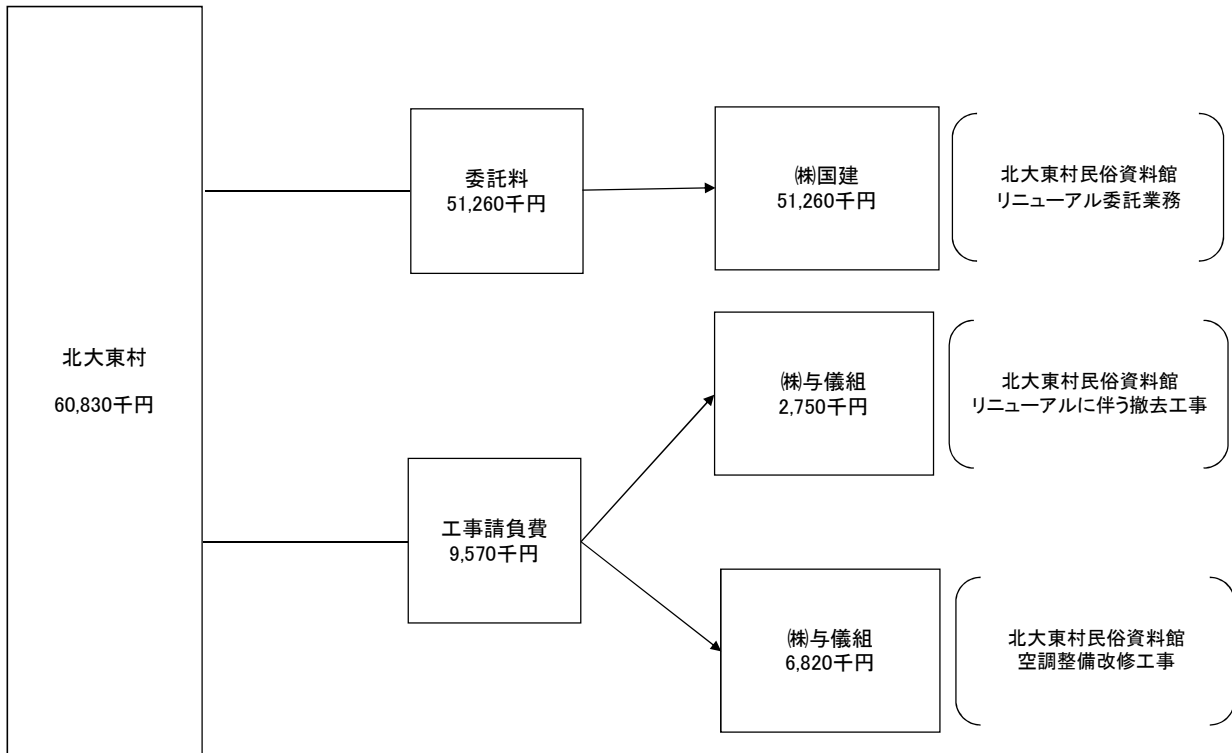 北大東村
60,830千円
委託料
51,260千円
㈱国建
51,260千円
北大東村民俗資料館
リニューアル委託業務
工事請負費
9,570千円
㈱与儀組
2,750千円
北大東村民俗資料館
リニューアルに伴う撤去工事
㈱与儀組
6,820千円
北大東村民俗資料館
空調整備改修工事